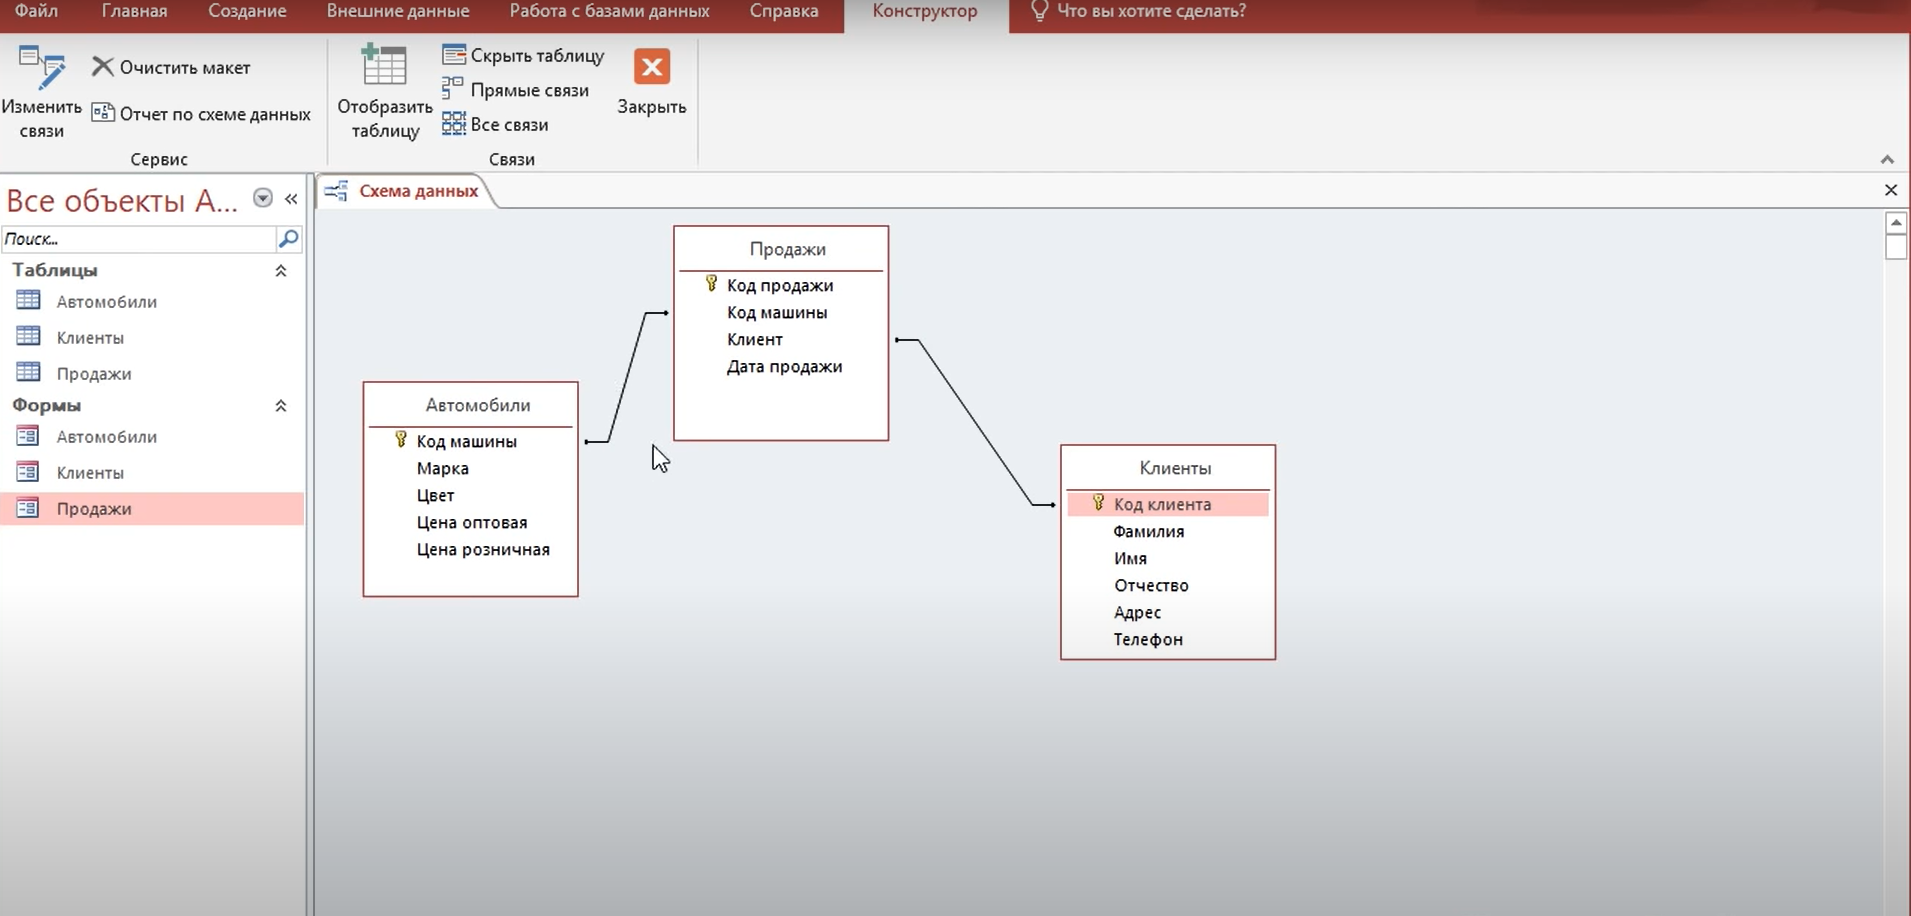 Файл Главная Создание Внешние данные Работа с базами данных Справка Конструктор Что вы хотите сделать?
Изменить связи
Очистить макет
Отчет по схеме данных
Сервис
Отобразить таблицу
Скрыть таблицу
Прямые связи
Все связи
Связи
Закрыть
Все объекты A...
Поиск...
Таблицы
Автомобили
Клиенты
Продажи
Формы
Автомобили
Клиенты
Продажи
Схема данных
Продажи
Код продажи
Код машины
Клиент
Дата продажи
Автомобили
Код машины
Марка
Цвет
Цена оптовая
Цена розничная
Клиенты
Код клиента
Фамилия
Имя
Отчество
Адрес
Телефон